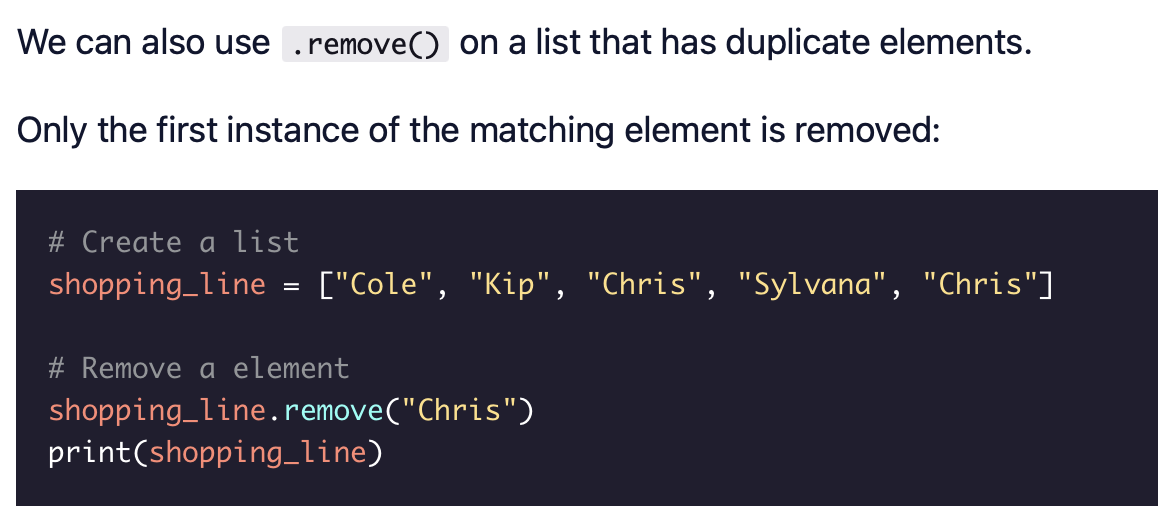 We can also use .remove() on a list that has duplicate elements.
Only the first instance of the matching element is removed:
# Create a list
shopping_line = ["Cole", "Kip", "Chris", "Sylvana", "Chris"]
# Remove a element
shopping_line.remove("Chris")
print(shopping_line)